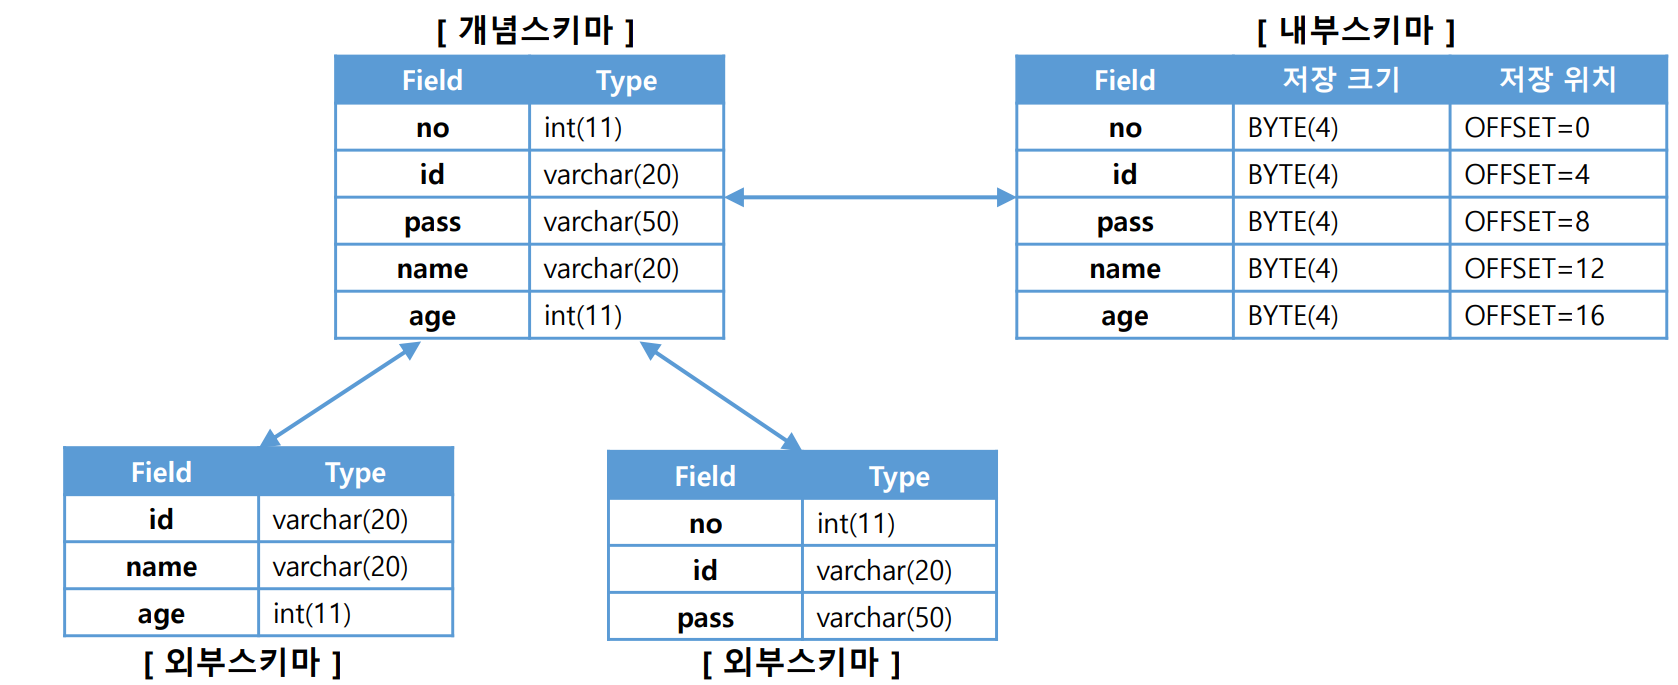 [ 개념스키마 ]
Field Type
no int(11)
id varchar(20)
pass varchar(50)
name varchar(20)
age int(11)
[ 내부스키마 ]
Field 저장 크기 저장 위치
no BYTE(4) OFFSET=0
id BYTE(4) OFFSET=4
pass BYTE(4) OFFSET=8
name BYTE(4) OFFSET=12
age BYTE(4) OFFSET=16
Field Type
id varchar(20)
name varchar(20)
age int(11)
[ 외부스키마 ]
Field Type
no int(11)
id varchar(20)
pass varchar(50)
[ 외부스키마 ]